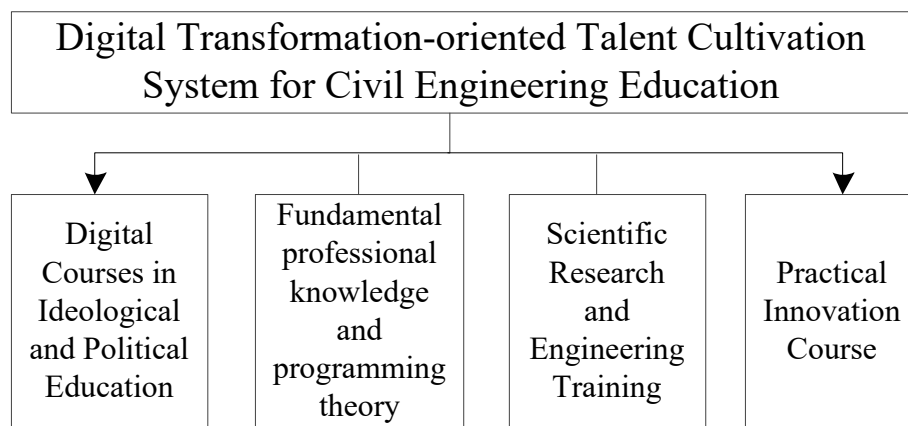 Digital Transformation-oriented Talent Cultivation
System for Civil Engineering Education
Digital
Courses in
Ideological
and Political
Education
Fundamental
professional
knowledge
and
programming
theory
Scientific
Research
and
Engineering
Training
Practical
Innovation
Course